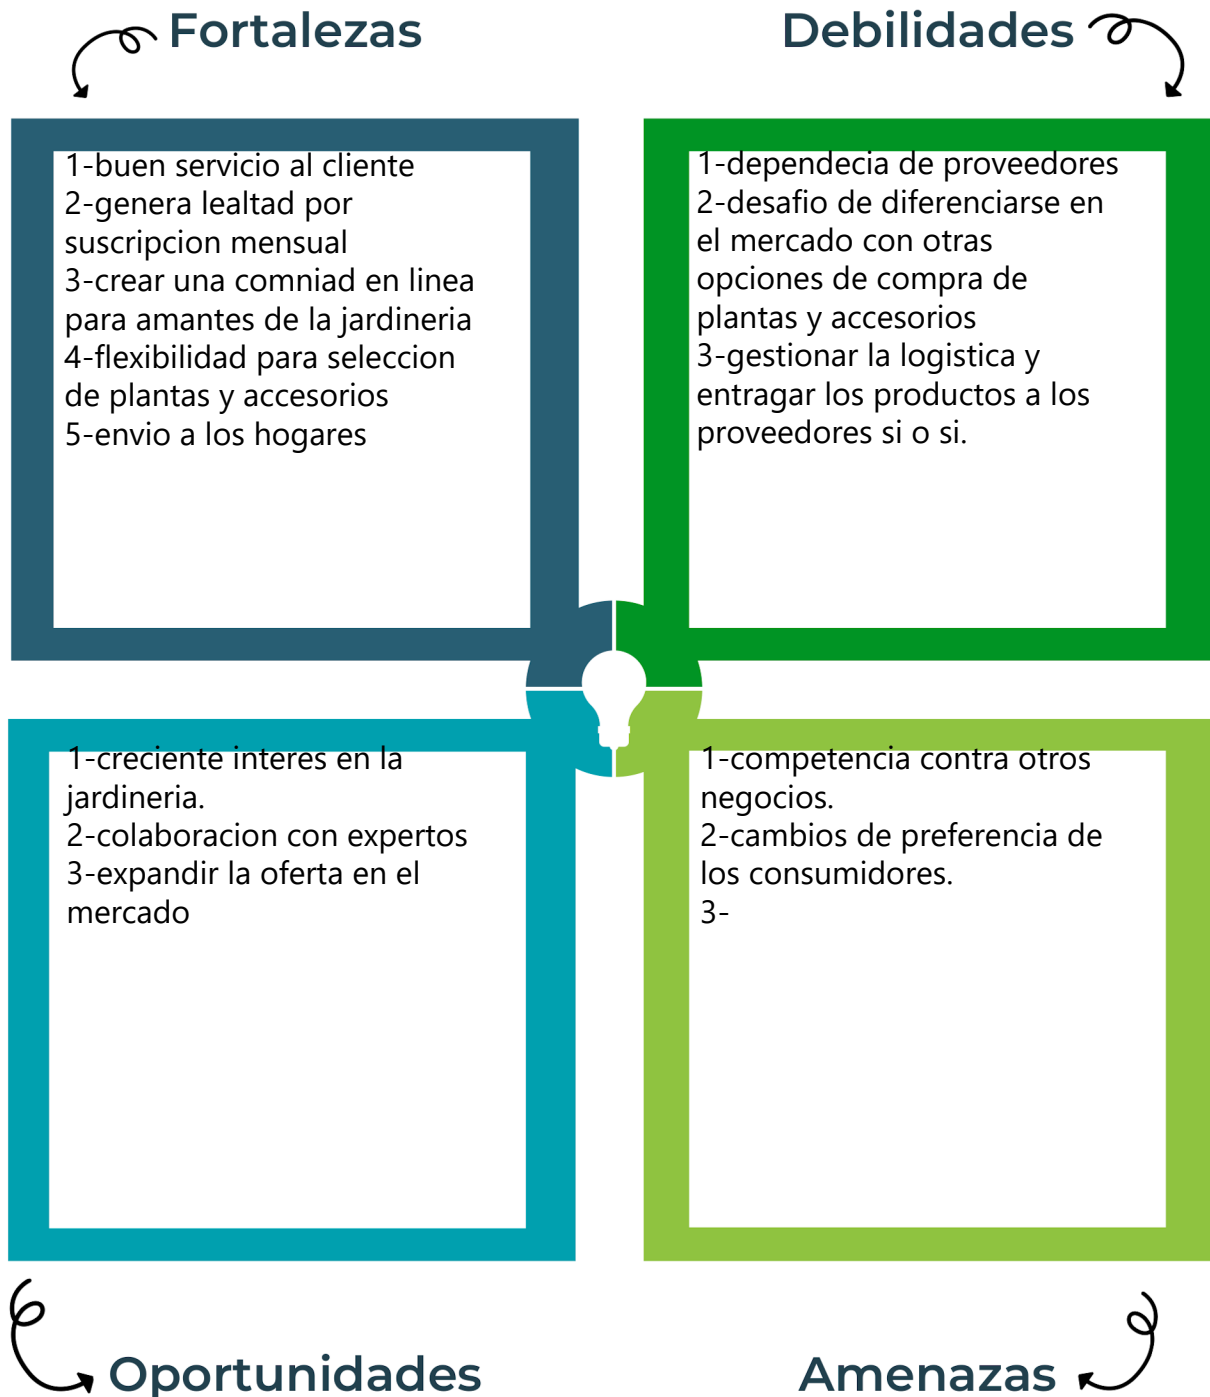 Fortalezas
1-buen servicio al cliente
2-genera lealtad por
suscripcion mensual
3-crear una comniad en linea
para amantes de la jardineria
4-flexibilidad para seleccion
de plantas y accesorios
5-envio a los hogares
Debilidades
1-dependecia de proveedores
2-desafio de diferenciarse en
el mercado con otras
opciones de compra de
plantas y accesorios
3-gestionar la logistica y
entragar los productos a los
proveedores si o si.
1-creciente interes en la
jardineria.
2-colaboracion con expertos
3-expandir la oferta en el
mercado
Oportunidades
1-competencia contra otros
negocios.
2-cambios de preferencia de
los consumidores.
3-
Amenazas